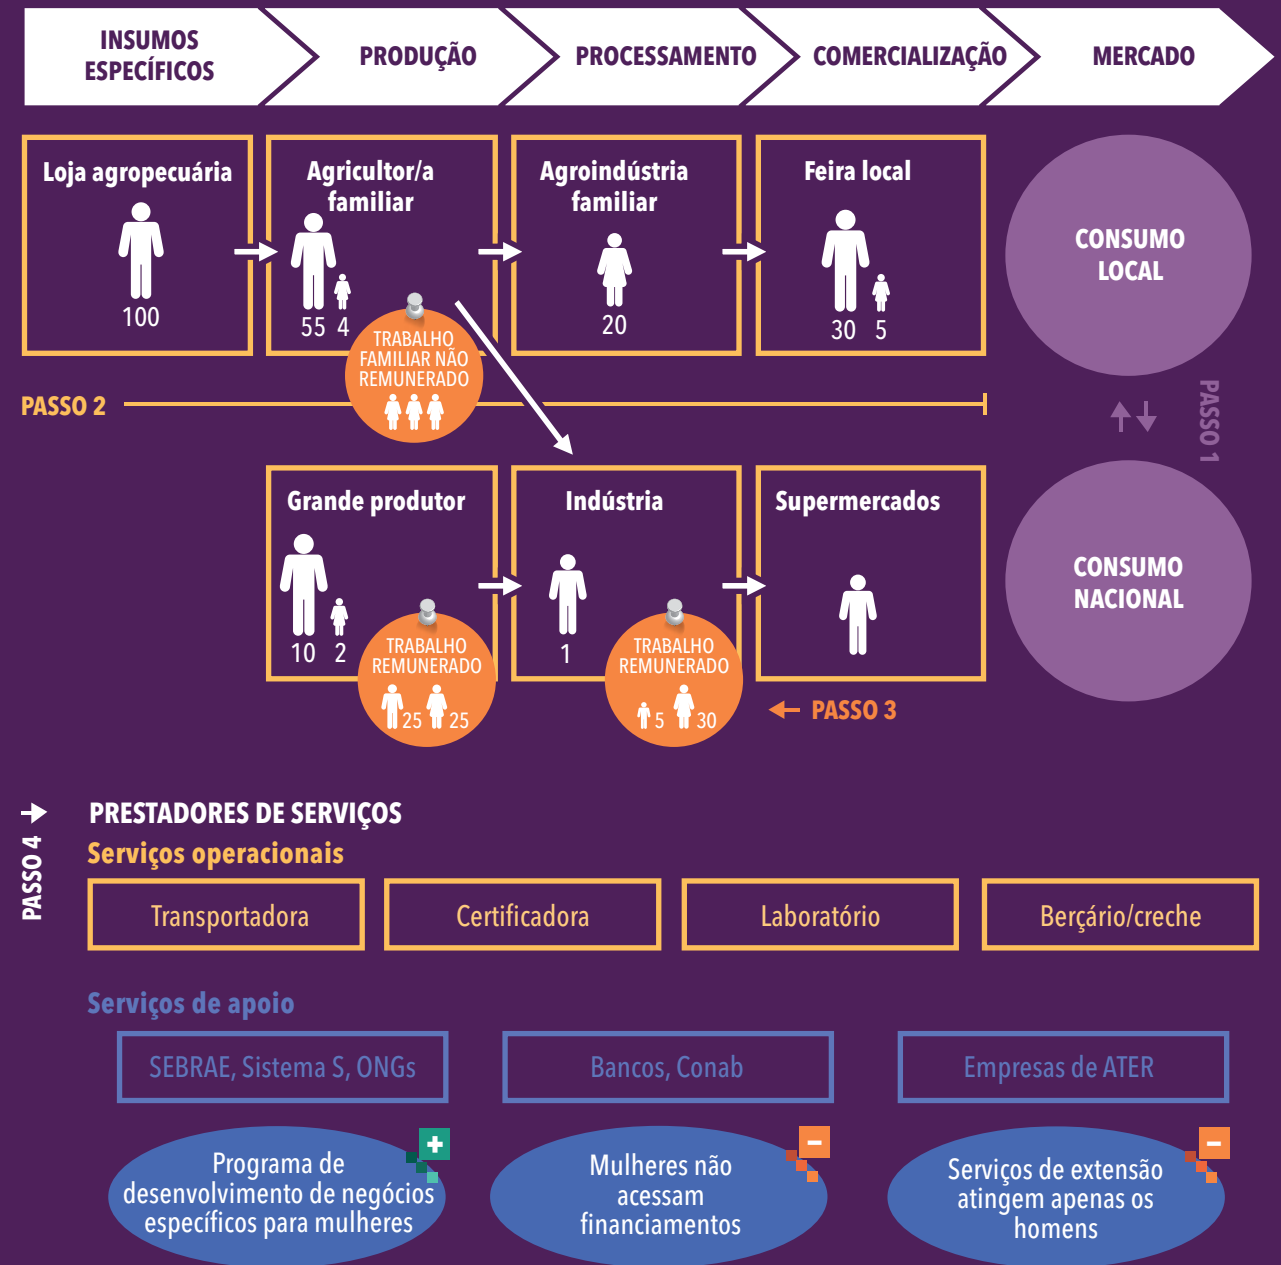 INSUMOS
ESPECÍFICOS
PRODUÇÃO
PROCESSAMENTO
COMERCIALIZAÇÃO
MERCADO
Loja agropecuária
100
Agricultor/a
familiar
55 4
TRABALHO
FAMILIAR NÃO
REMUNERADO
Agroindústria
familiar
20
Feira local
30 5
CONSUMO
LOCAL
PASSO 2
PASSO 1
Grande produtor
10 2
TRABALHO
REMUNERADO
25 25
Indústria
1
TRABALHO
REMUNERADO
5 30
Supermercados
CONSUMO
NACIONAL
PASSO 3
PASSO 4
PRESTADORES DE SERVIÇOS
Serviços operacionais
Transportadora
Certificadora
Laboratório
Berçário/creche
Serviços de apoio
SEBRAE, Sistema S, ONGs
Bancos, Conab
Empresas de ATER
+
Programa de
desenvolvimento de negócios
específicos para mulheres
–
Mulheres não
acessam
financiamentos
–
Serviços de extensão
atingem apenas os
homens